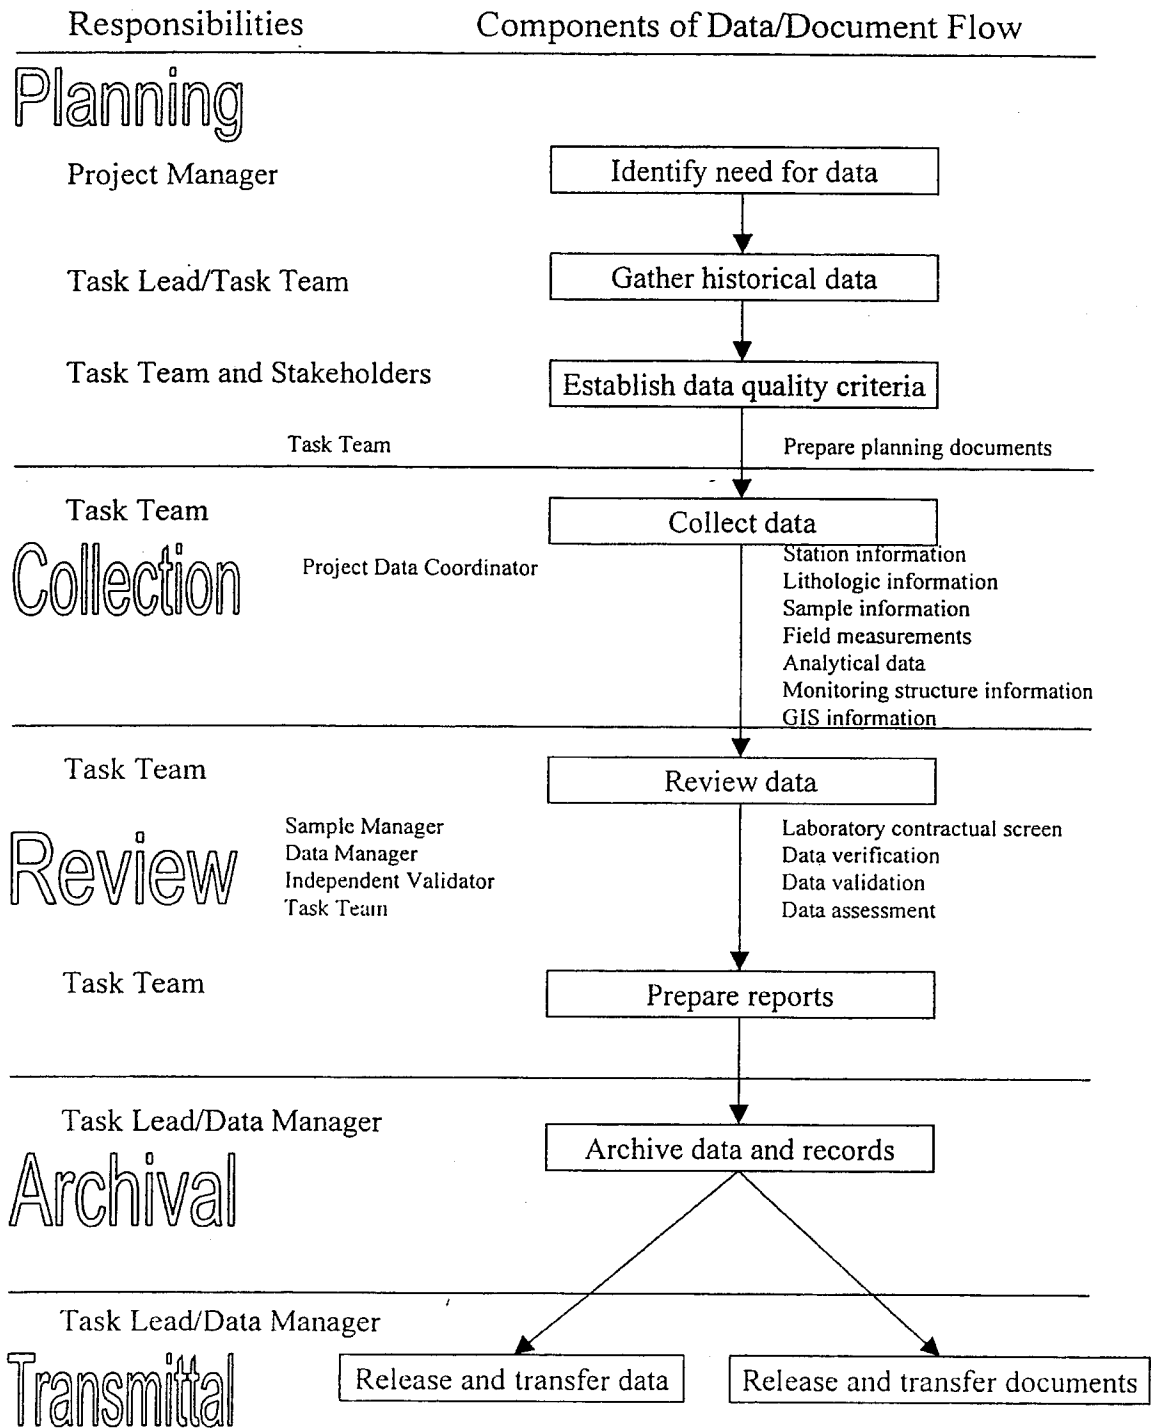 Responsibilities Components of Data/Document Flow
Planning
Project Manager Identify need for data
Task Lead/Task Team Gather historical data
Task Team and Stakeholders Establish data quality criteria
Task Team Prepare planning documents
Task Team Collect data
Collection
Project Data Coordinator
Station information
Lithologic information
Sample information
Field measurements
Analytical data
Monitoring structure information
GIS information
Task Team Review data
Review
Sample Manager Laboratory contractual screen
Data Manager Data verification
Independent Validator Data validation
Task Team Data assessment
Task Team Prepare reports
Task Lead/Data Manager Archive data and records
Archival
Task Lead/Data Manager
Transmittal
Release and transfer data Release and transfer documents